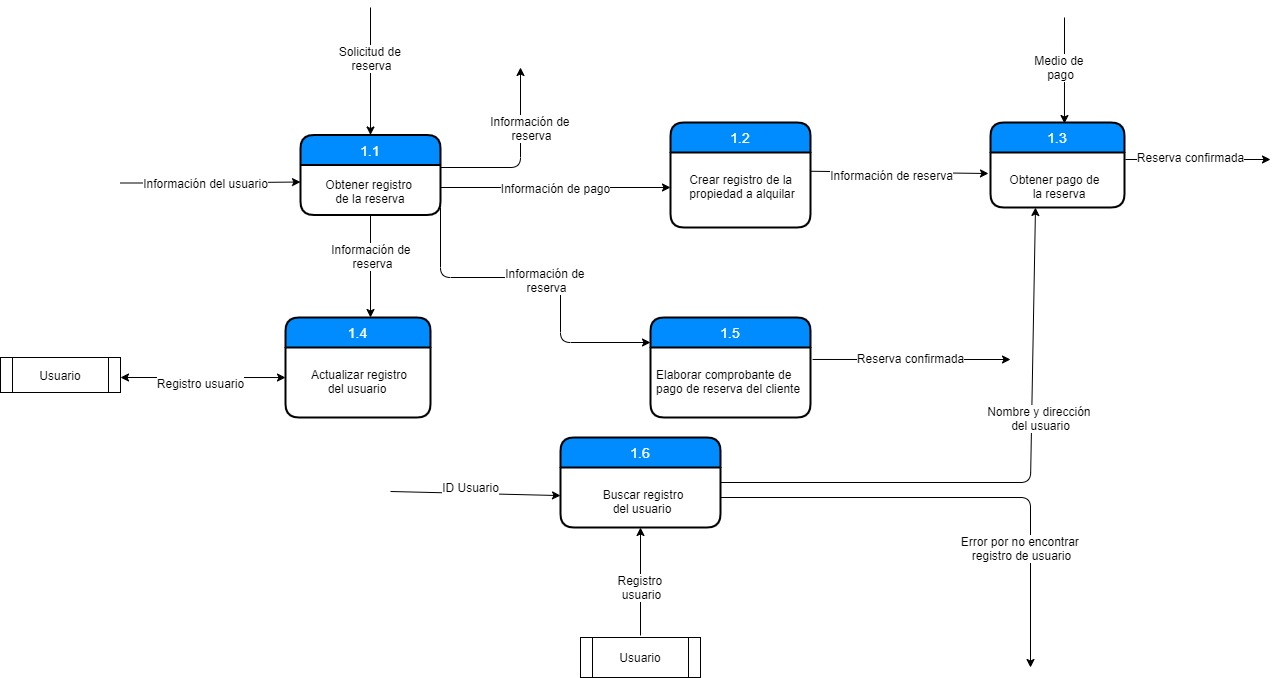 Solicitud de
reserva
Medio de
pago
Información de
reserva
1.1
Obtener registro
de la reserva
1.2
Crear registro de la
propiedad a alquilar
1.3
Obtener pago de
la reserva
Reserva confirmada
Información del usuario
Información de pago
Información de reserva
Información de
reserva
Información de
reserva
1.4
Actualizar registro
del usuario
1.5
Elaborar comprobante de
pago de reserva del cliente
Reserva confirmada
Usuario
Registro usuario
Nombre y dirección
del usuario
1.6
Buscar registro
del usuario
ID Usuario
Error por no encontrar
registro de usuario
Registro
usuario
Usuario